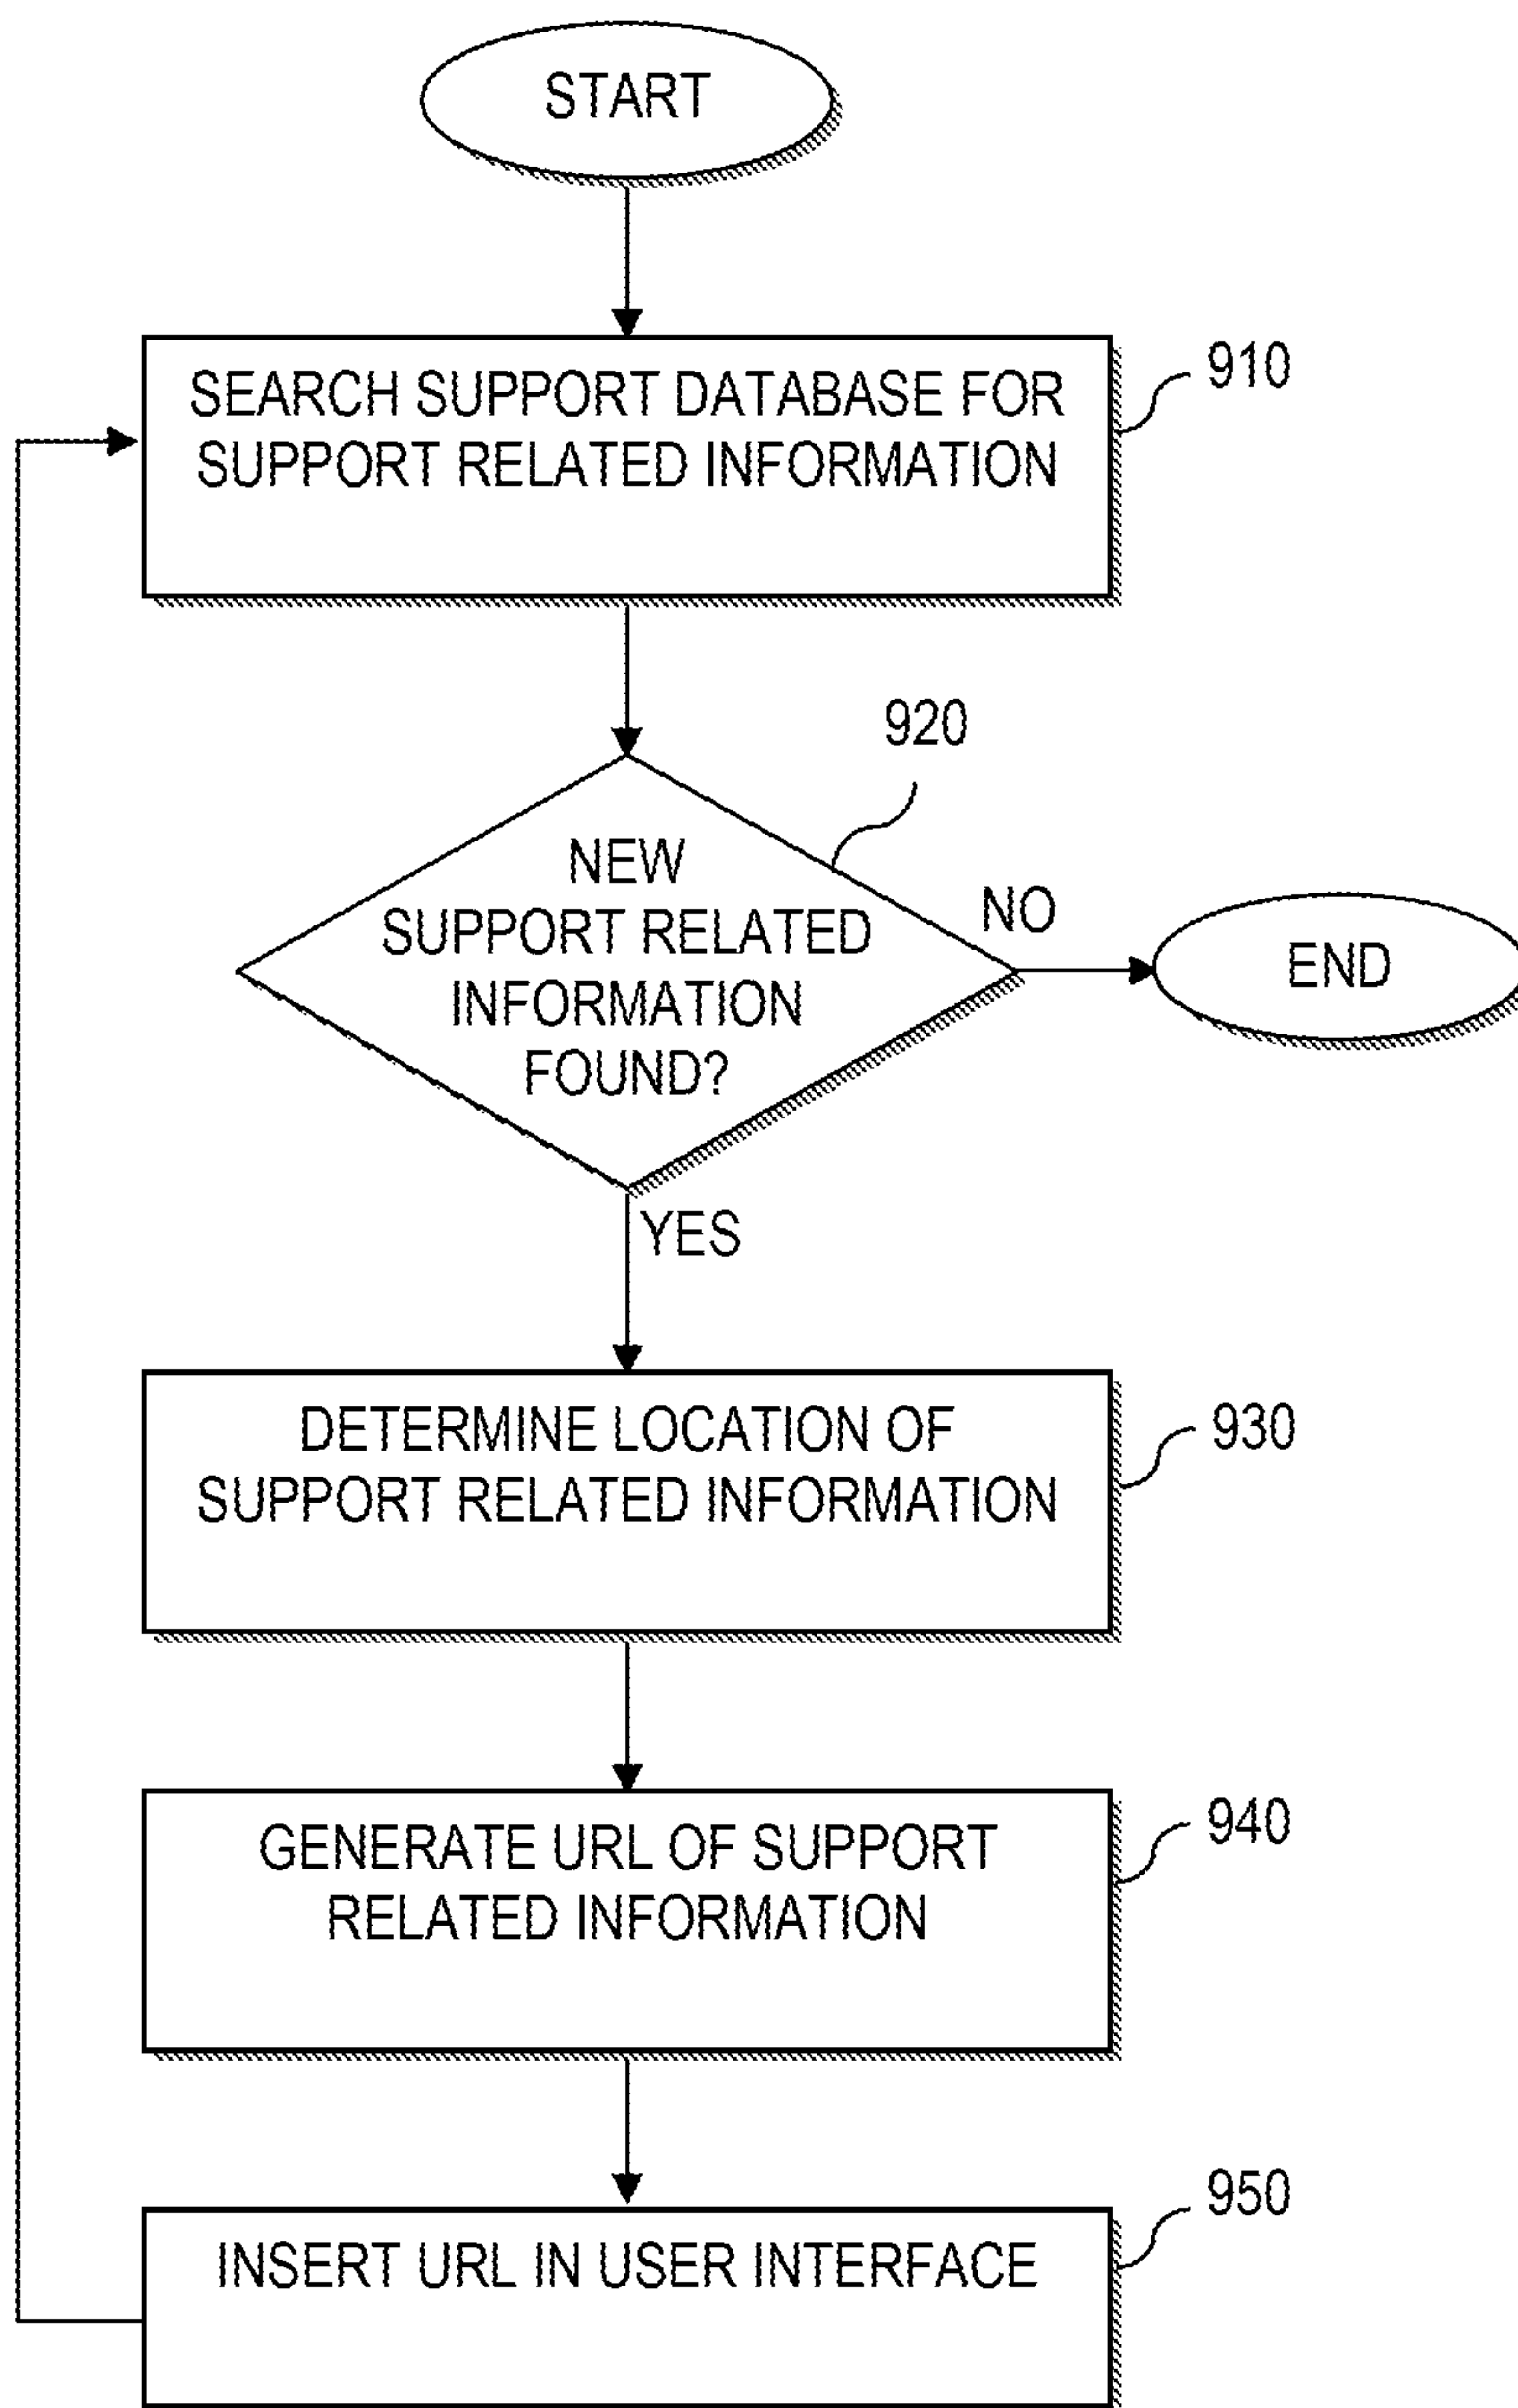 START
SEARCH SUPPORT DATABASE FOR
SUPPORT RELATED INFORMATION
910
920
NEW
SUPPORT RELATED
INFORMATION
FOUND?
NO
END
YES
DETERMINE LOCATION OF
SUPPORT RELATED INFORMATION
930
GENERATE URL OF SUPPORT
RELATED INFORMATION
940
INSERT URL IN USER INTERFACE
950